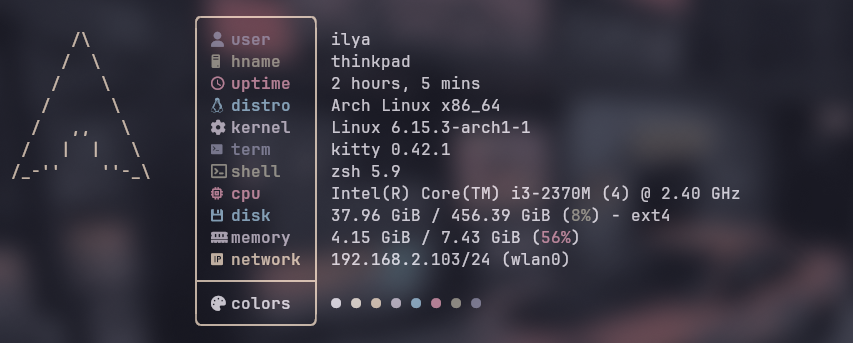 /\
     /  \
    /    \
   /      \
  /   ,,   \
 /   |  |   \
/_-''    ''-_\
user ilya
hname thinkpad
uptime 2 hours, 5 mins
distro Arch Linux x86_64
kernel Linux 6.15.3-arch1-1
term kitty 0.42.1
shell zsh 5.9
cpu Intel(R) Core(TM) i3-2370M (4) @ 2.40 GHz
disk 37.96 GiB / 456.39 GiB (8%) - ext4
memory 4.15 GiB / 7.43 GiB (56%)
IP network 192.168.2.103/24 (wlan0)
colors